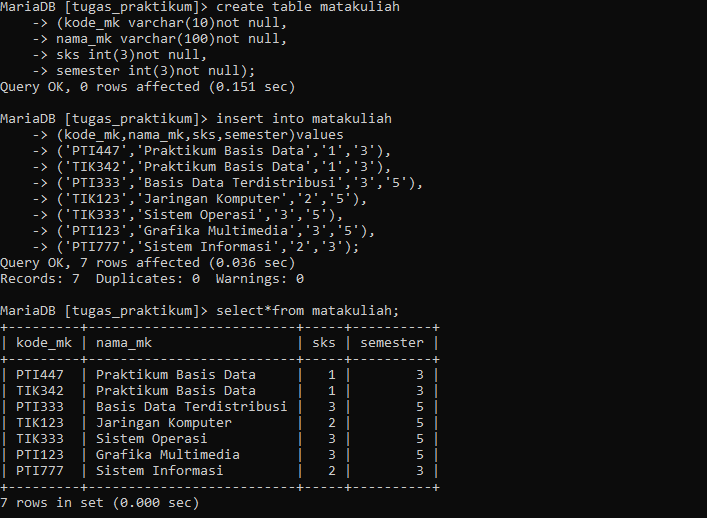 MariaDB [tugas_praktikum]> create table matakuliah
    -> (kode_mk varchar(10)not null,
    -> nama_mk varchar(100)not null,
    -> sks int(3)not null,
    -> semester int(3)not null);
Query OK, 0 rows affected (0.151 sec)

MariaDB [tugas_praktikum]> insert into matakuliah
    -> (kode_mk,nama_mk,sks,semester)values
    -> ('PTI447','Praktikum Basis Data','1','3'),
    -> ('TIK342','Praktikum Basis Data','1','3'),
    -> ('PTI333','Basis Data Terdistribusi','3','5'),
    -> ('TIK123','Jaringan Komputer','2','5'),
    -> ('TIK333','Sistem Operasi','3','5'),
    -> ('PTI123','Grafika Multimedia','3','5'),
    -> ('PTI777','Sistem Informasi','2','3');
Query OK, 7 rows affected (0.036 sec)
Records: 7  Duplicates: 0  Warnings: 0

MariaDB [tugas_praktikum]> select*from matakuliah;
+---------+--------------------------+-----+----------+
| kode_mk | nama_mk                  | sks | semester |
+---------+--------------------------+-----+----------+
| PTI447  | Praktikum Basis Data     |   1 |        3 |
| TIK342  | Praktikum Basis Data     |   1 |        3 |
| PTI333  | Basis Data Terdistribusi |   3 |        5 |
| TIK123  | Jaringan Komputer        |   2 |        5 |
| TIK333  | Sistem Operasi           |   3 |        5 |
| PTI123  | Grafika Multimedia       |   3 |        5 |
| PTI777  | Sistem Informasi         |   2 |        3 |
+---------+--------------------------+-----+----------+
7 rows in set (0.000 sec)